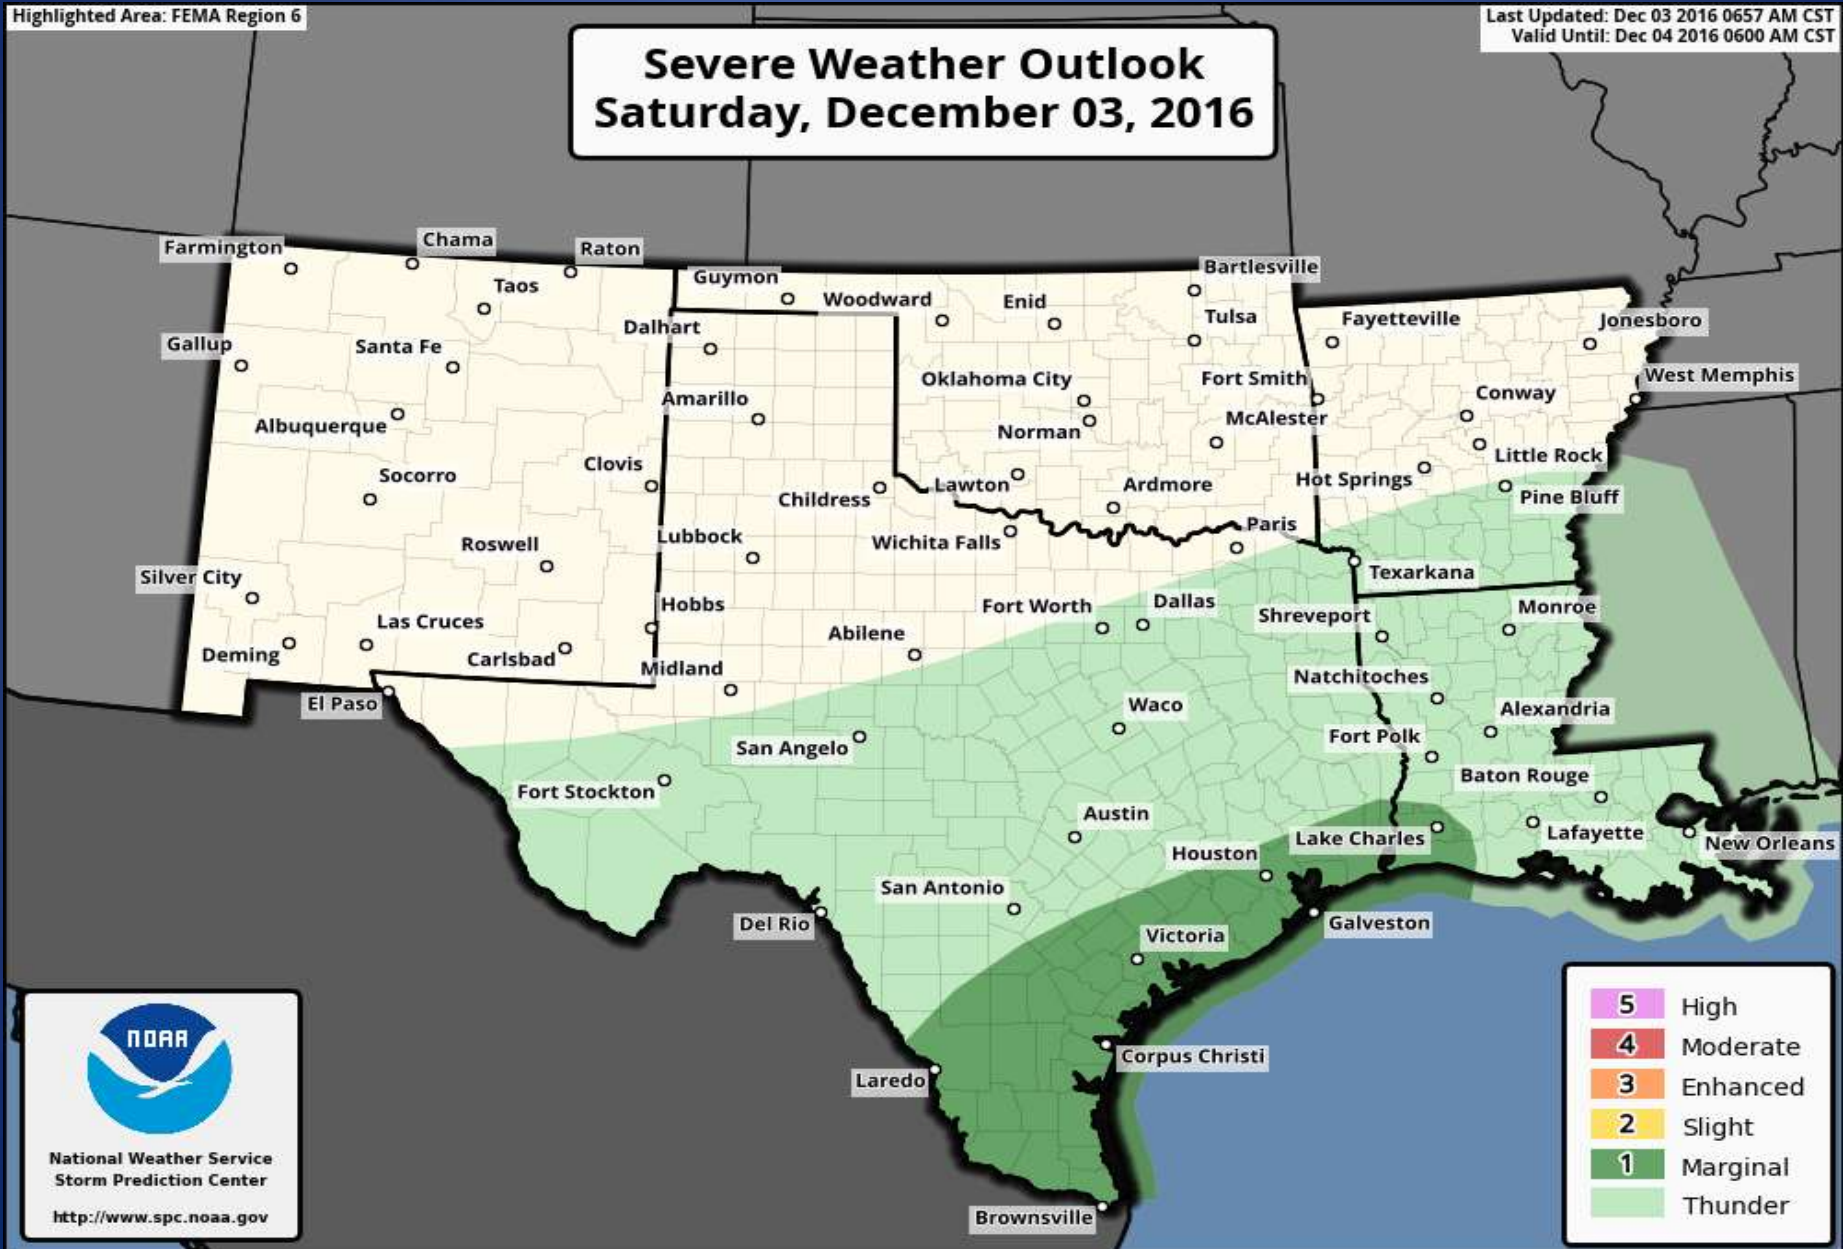 Highlighted Area: FEMA Region 6
Last Updated: Dec 03 2016 0657 AM CST
Valid Until: Dec 04 2016 0600 AM CST
Severe Weather Outlook
Saturday, December 03, 2016
Farmington
Chama
Raton
Taos
Guymon
Woodward
Enid
Bartlesville
Tulsa
Fayetteville
Jonesboro
Gallup
Santa Fe
Dalhart
Oklahoma City
Fort Smith
West Memphis
Conway
Albuquerque
Amarillo
Norman
McAlester
Little Rock
Socorro
Clovis
Childress
Lawton
Ardmore
Hot Springs
Pine Bluff
Roswell
Lubbock
Wichita Falls
Paris
Texarkana
Silver City
Las Cruces
Hobbs
Fort Worth
Dallas
Shreveport
Monroe
Deming
Carlsbad
Midland
Abilene
Natchitoches
El Paso
Waco
Alexandria
San Angelo
Fort Polk
Fort Stockton
Baton Rouge
Austin
Lake Charles
Lafayette
New Orleans
Houston
San Antonio
Del Rio
Victoria
Galveston
Corpus Christi
Laredo
Brownsville
NOAA
National Weather Service
Storm Prediction Center
http://www.spc.noaa.gov
5 High
4 Moderate
3 Enhanced
2 Slight
1 Marginal
Thunder